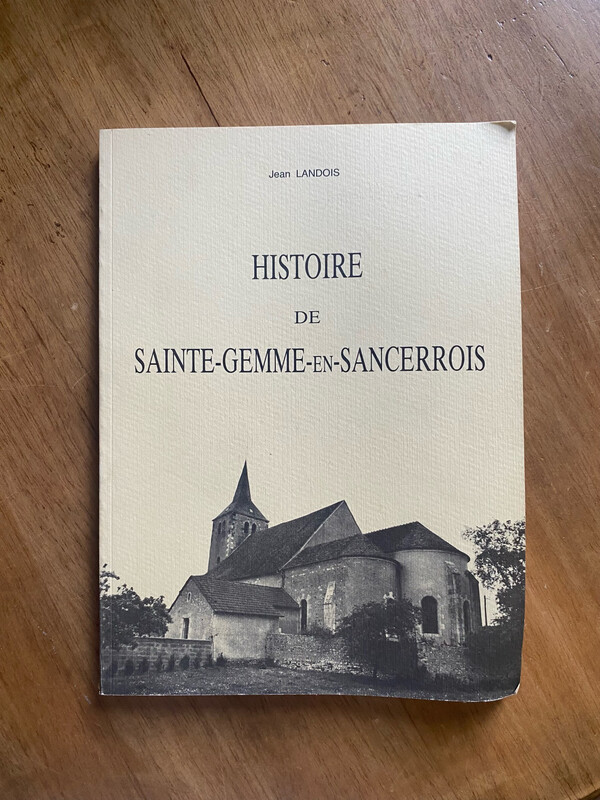 Jean LANDOIS
HISTOIRE
DE
SAINTE-GEMME-EN-SANCERROIS